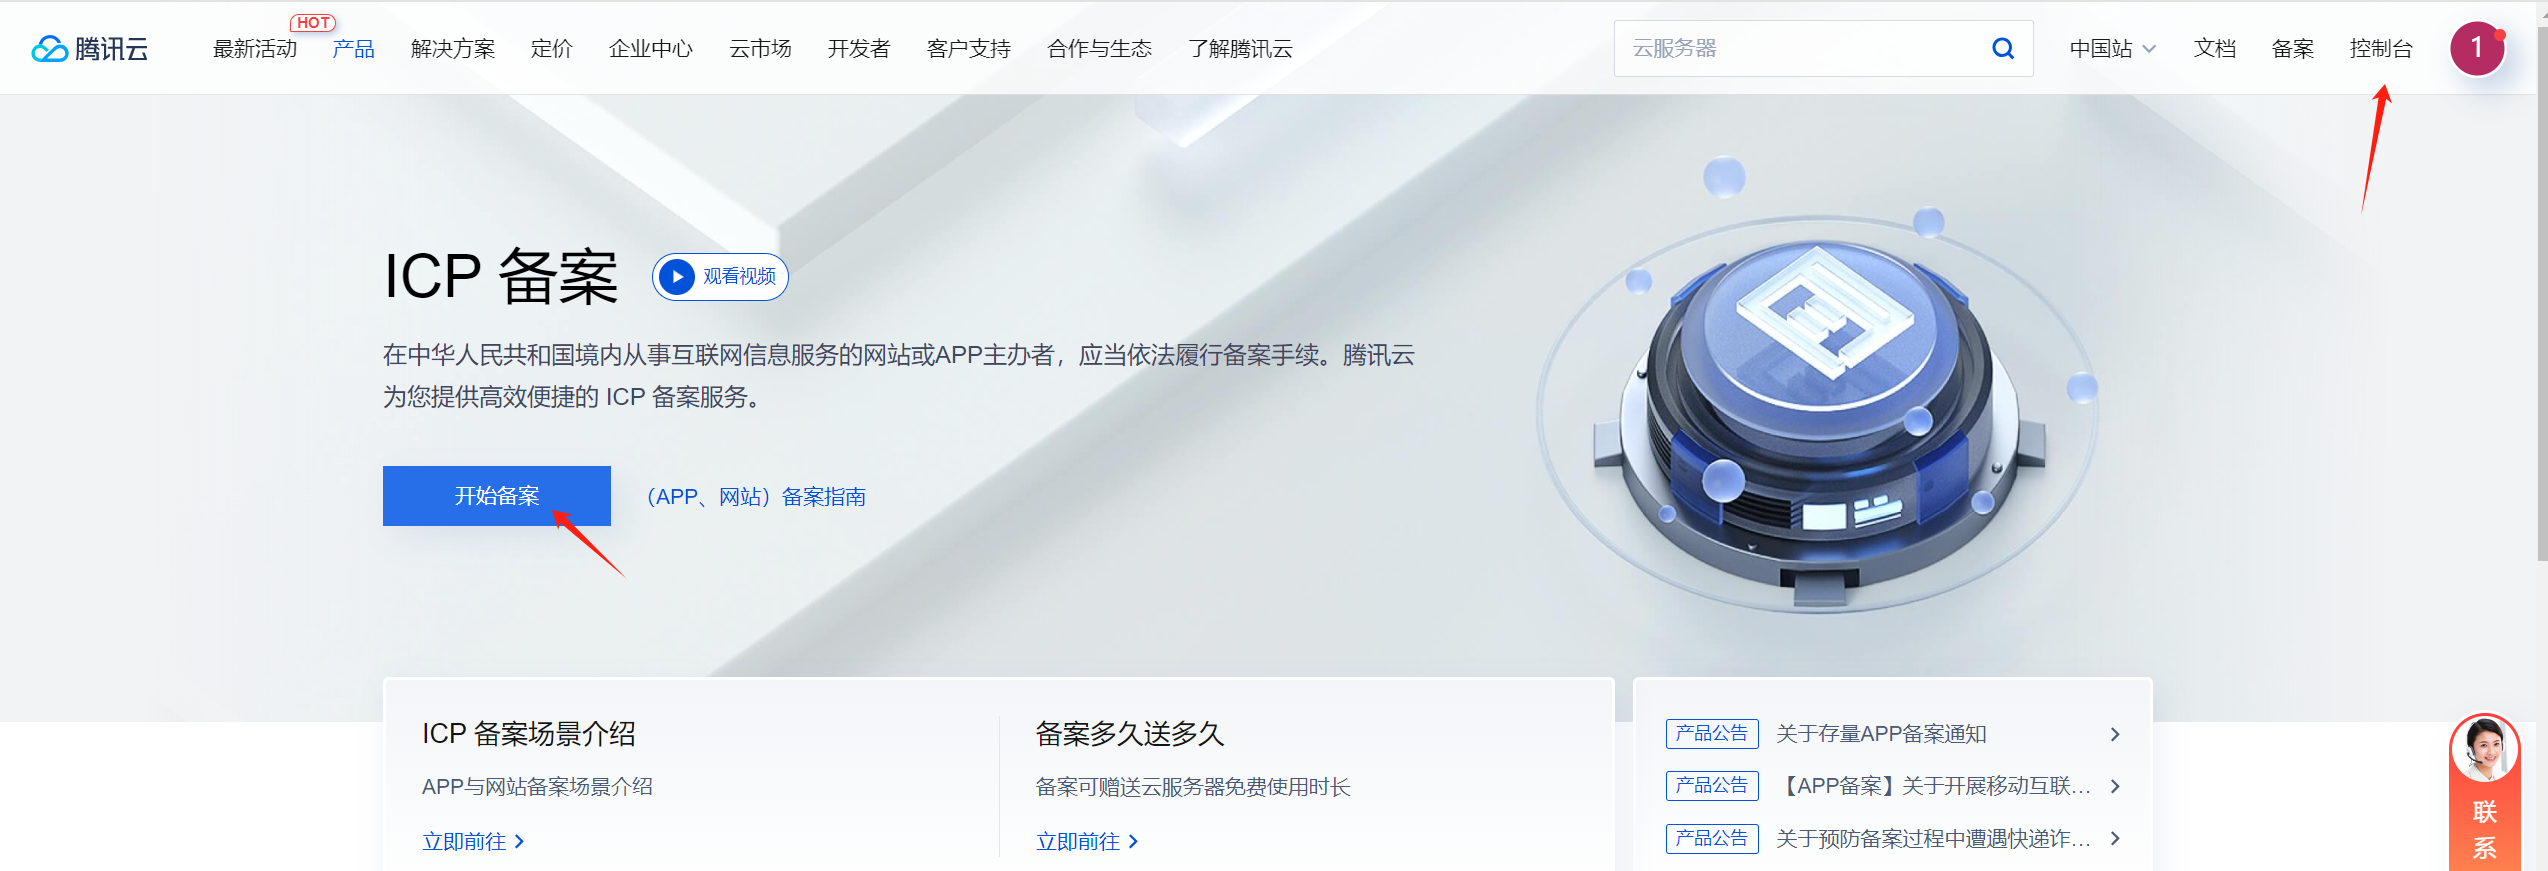 腾讯云
最新活动 HOT 产品 解决方案 定价 企业中心 云市场 开发者 客户支持 合作与生态 了解腾讯云 云服务器 中国站 文档 备案 控制台 1
ICP 备案 观看视频
在中华人民共和国境内从事互联网信息服务的网站或APP主办者，应当依法履行备案手续。腾讯云
为您提供高效便捷的 ICP 备案服务。
开始备案 （APP、网站）备案指南
ICP 备案场景介绍
APP与网站备案场景介绍
立即前往
备案多久送多久
备案可赠送云服务器免费使用时长
立即前往
产品公告 关于存量APP备案通知
产品公告 【APP备案】关于开展移动互联...
产品公告 关于预防备案过程中遭遇快递诈...
联
系